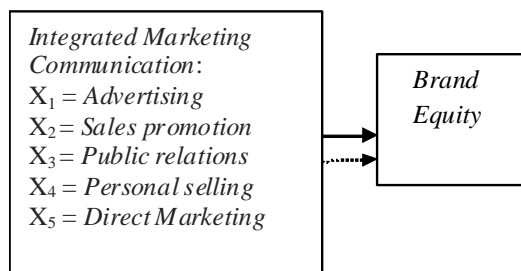 Integrated Marketing
Communication:
X₁ = Advertising
X₂ = Sales promotion
X₃ = Public relations
X₄ = Personal selling
X₅ = Direct Marketing
Brand
Equity